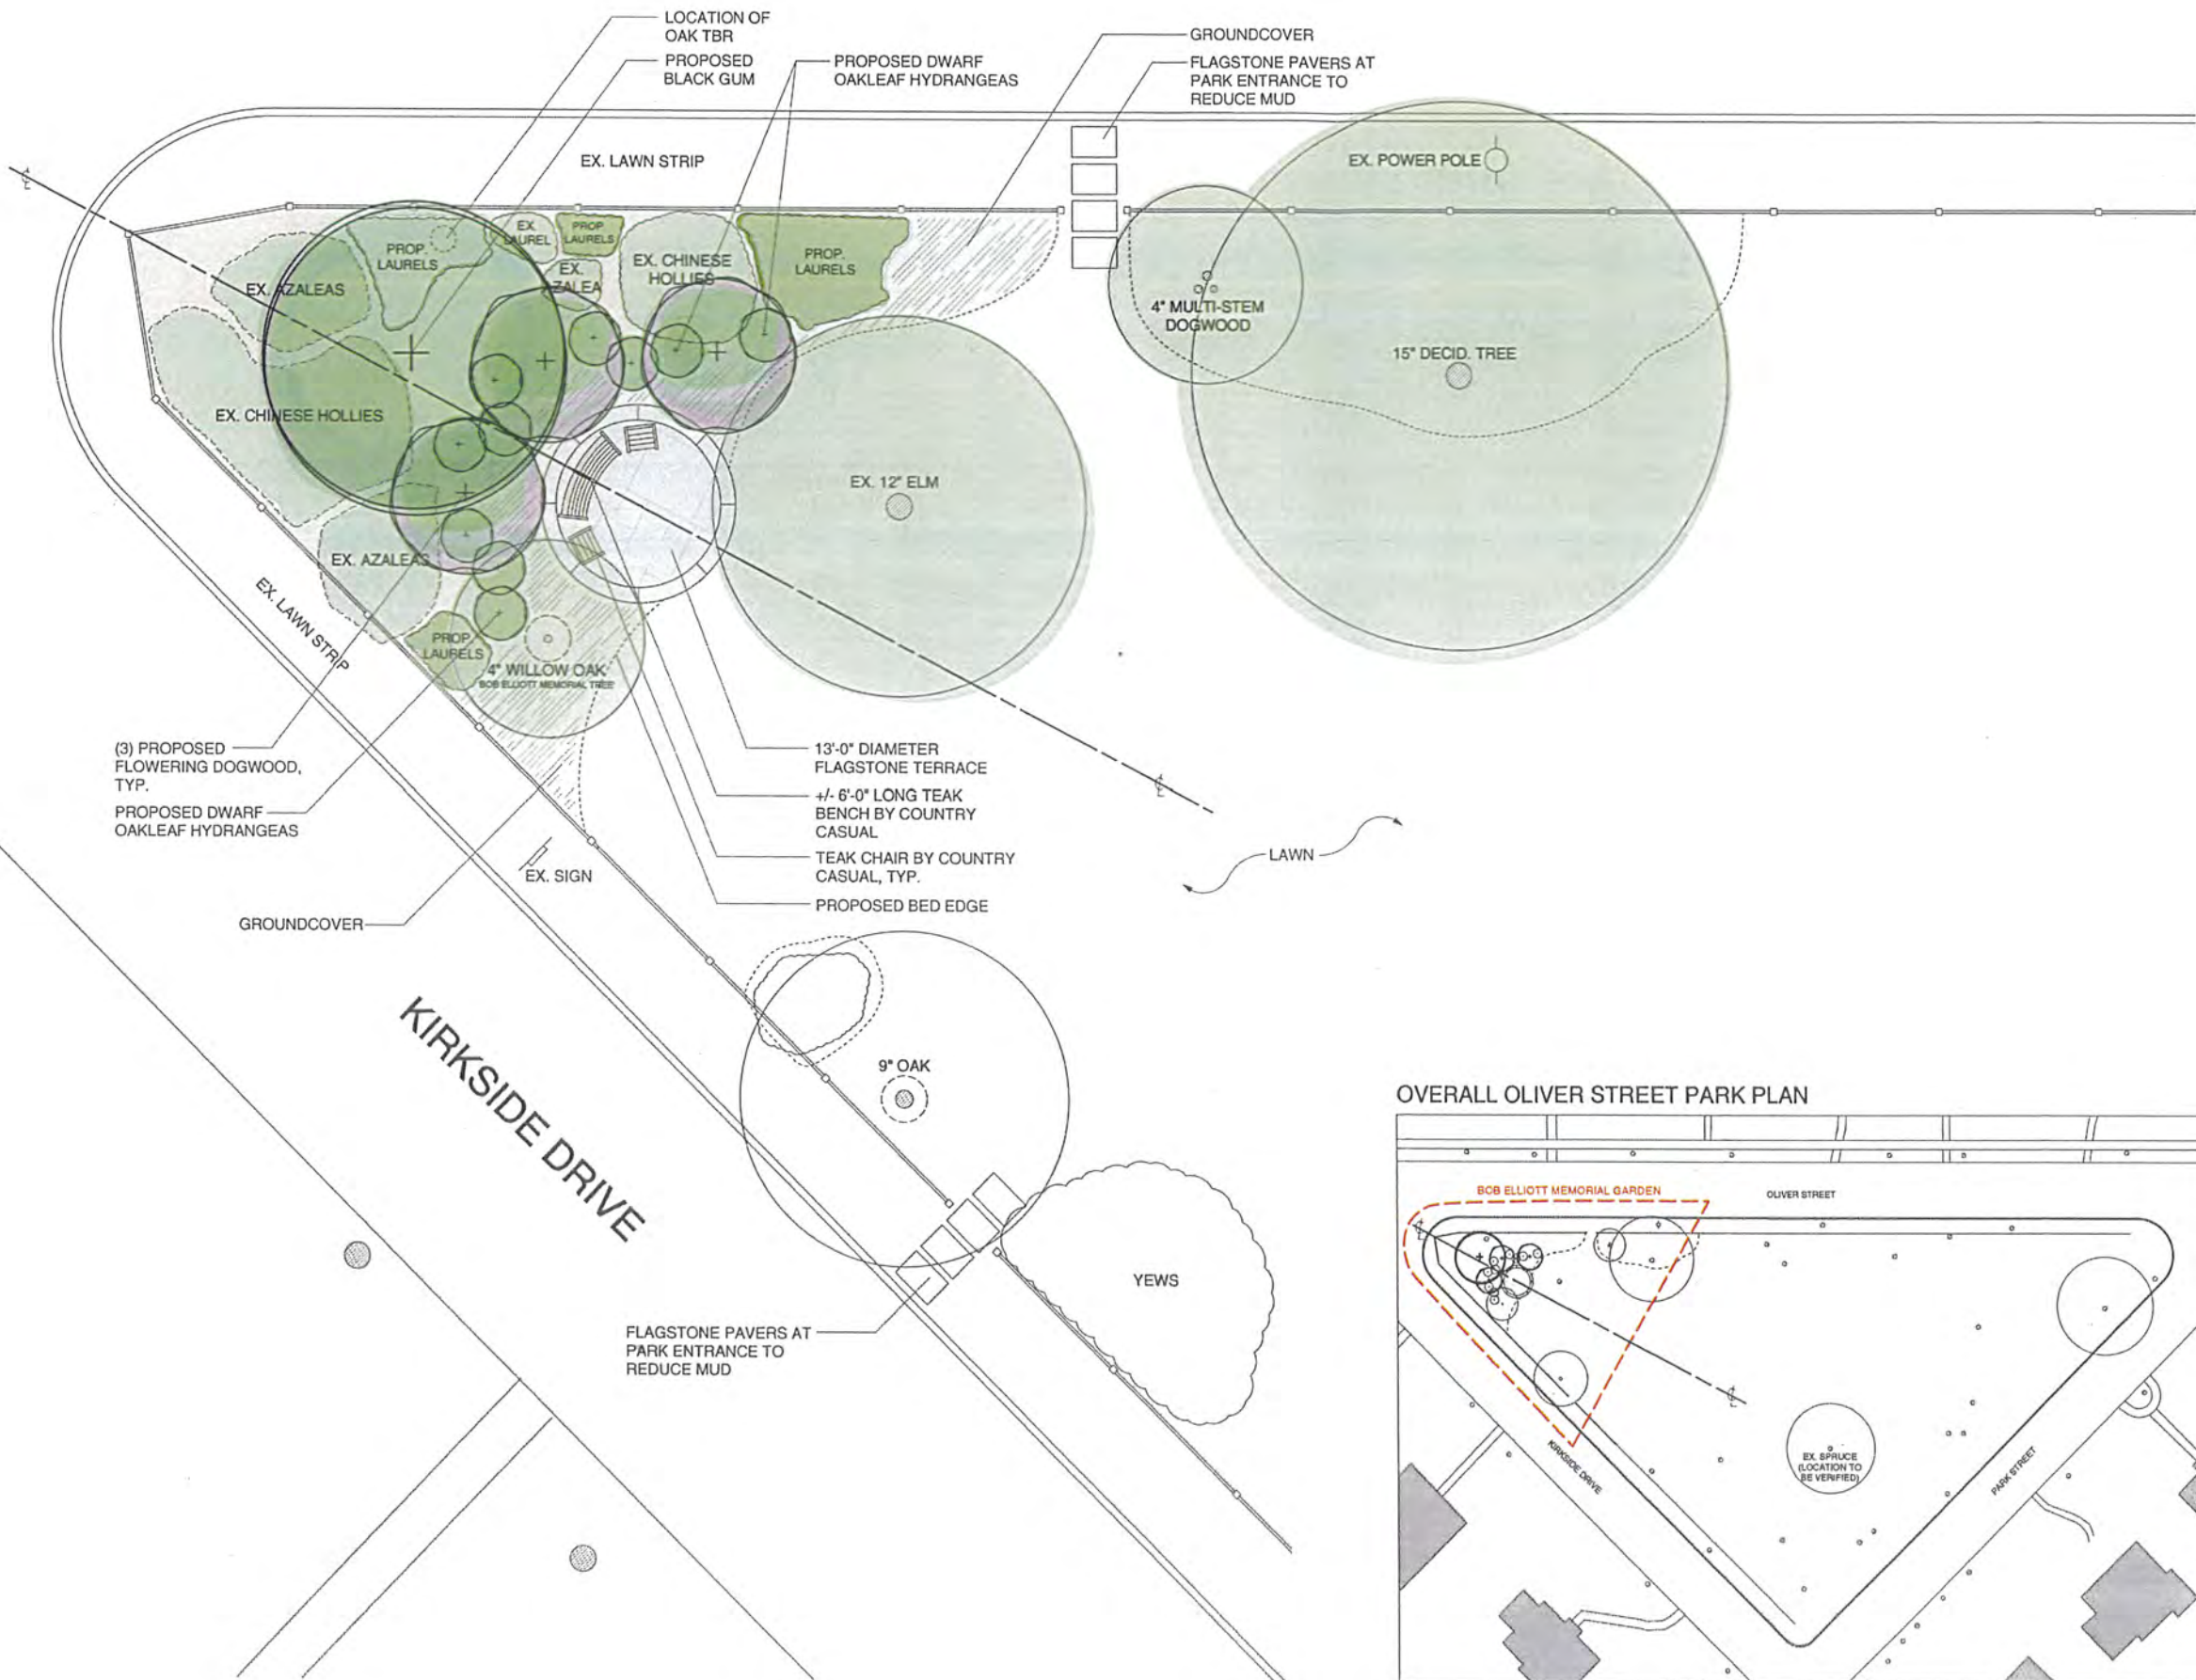 LOCATION OF
OAK TBR
PROPOSED
BLACK GUM
PROPOSED DWARF
OAKLEAF HYDRANGEAS
GROUNDCOVER
FLAGSTONE PAVERS AT
PARK ENTRANCE TO
REDUCE MUD
EX. LAWN STRIP
EX. POWER POLE
PROP.
LAURELS
EX.
LAUREL
PROP.
LAURELS
EX.
AZALEA
EX. CHINESE
HOLLIES
PROP.
LAURELS
EX. AZALEAS
4" MULTI-STEM
DOGWOOD
15" DECID. TREE
EX. CHINESE HOLLIES
EX. 12" ELM
EX. AZALEAS
EX. LAWN STRIP
PROP.
LAURELS
4" WILLOW OAK
BOB ELLIOTT MEMORIAL TREE
(3) PROPOSED
FLOWERING DOGWOOD,
TYP.
PROPOSED DWARF
OAKLEAF HYDRANGEAS
13'-0" DIAMETER
FLAGSTONE TERRACE
+/- 6'-0" LONG TEAK
BENCH BY COUNTRY
CASUAL
TEAK CHAIR BY COUNTRY
CASUAL, TYP.
PROPOSED BED EDGE
LAWN
EX. SIGN
GROUNDCOVER
KIRKSIDE DRIVE
9" OAK
YEWS
FLAGSTONE PAVERS AT
PARK ENTRANCE TO
REDUCE MUD
OVERALL OLIVER STREET PARK PLAN
BOB ELLIOTT MEMORIAL GARDEN
OLIVER STREET
KIRKSIDE DRIVE
EX. SPRUCE
(LOCATION TO
BE VERIFIED)
PARK STREET